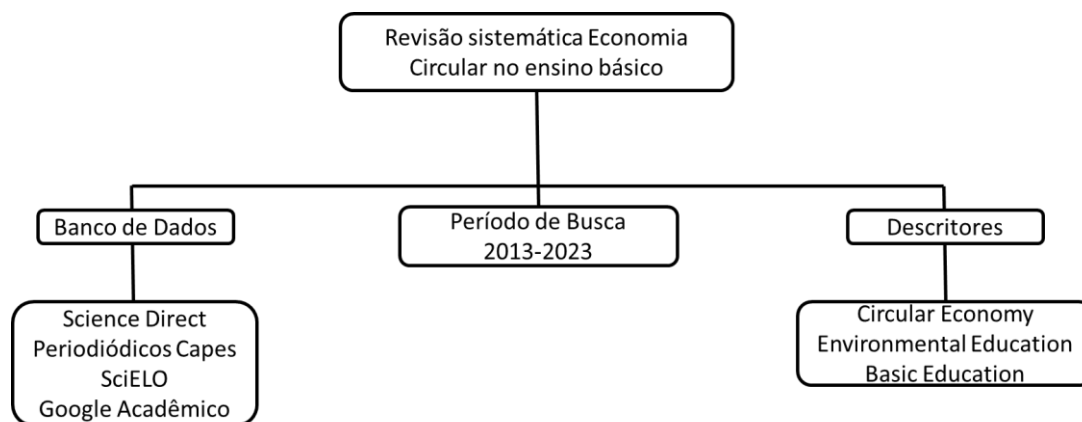 Revisão sistemática Economia
Circular no ensino básico
Banco de Dados
Período de Busca
2013-2023
Descritores
Science Direct
Periodiódicos Capes
SciELO
Google Acadêmico
Circular Economy
Environmental Education
Basic Education